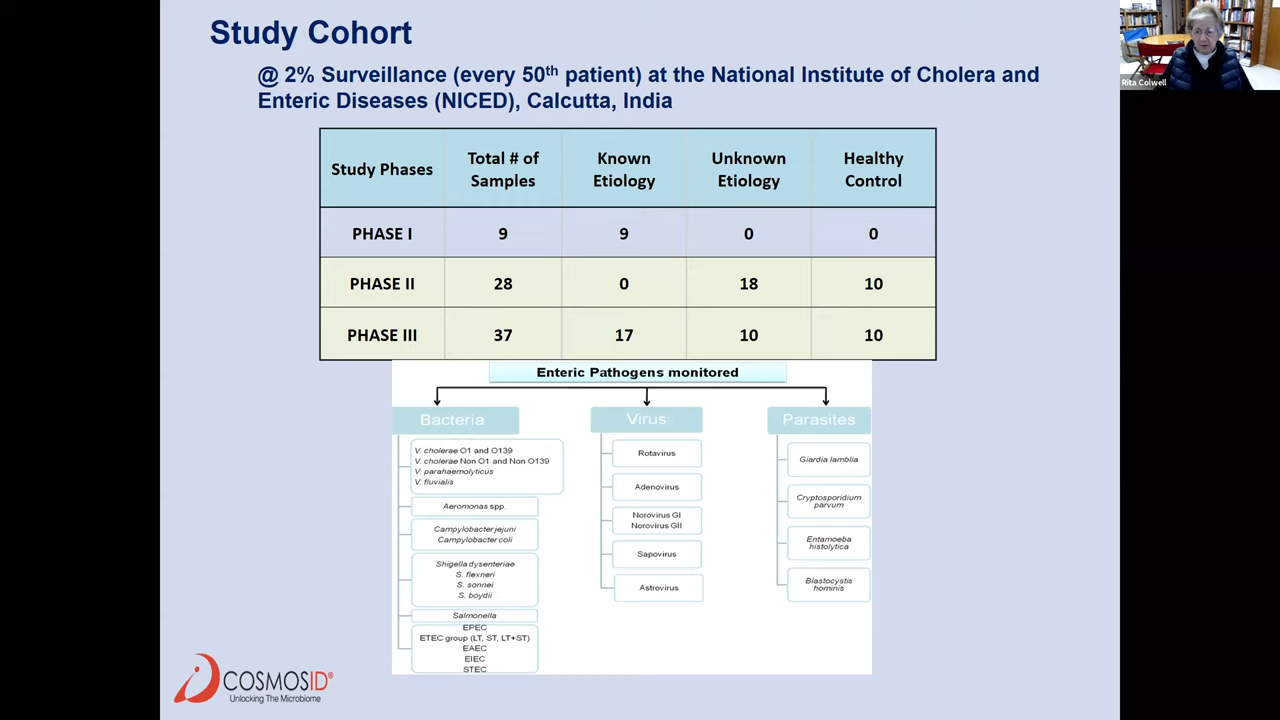 Study Cohort
@ 2% Surveillance (every 50th patient) at the National Institute of Cholera and
Enteric Diseases (NICED), Calcutta, India
Rita Colwell
Study Phases
Total # of
Samples
Known
Etiology
Unknown
Etiology
Healthy
Control
PHASE I 9 9 0 0
PHASE II 28 0 18 10
PHASE III 37 17 10 10
Enteric Pathogens monitored
Bacteria
V. cholerae O1 and O139
V. cholerae Non O1 and Non O139
V. parahaemolyticus
V. fluvialis
Aeromonas spp.
Campylobacter jejuni
Campylobacter coli
Shigella dysenteriae
S. flexneri
S. sonnei
S. boydii
Salmonella
EPEC
ETEC group (LT, ST, LT+ST)
EAEC
EIEC
STEC
Virus
Rotavirus
Adenovirus
Norovirus GI
Norovirus GII
Sapovirus
Astrovirus
Parasites
Giardia lamblia
Cryptosporidium
parvum
Entamoeba
histolytica
Blastocystis
hominis
COSMOSID®
Unlocking The Microbiome